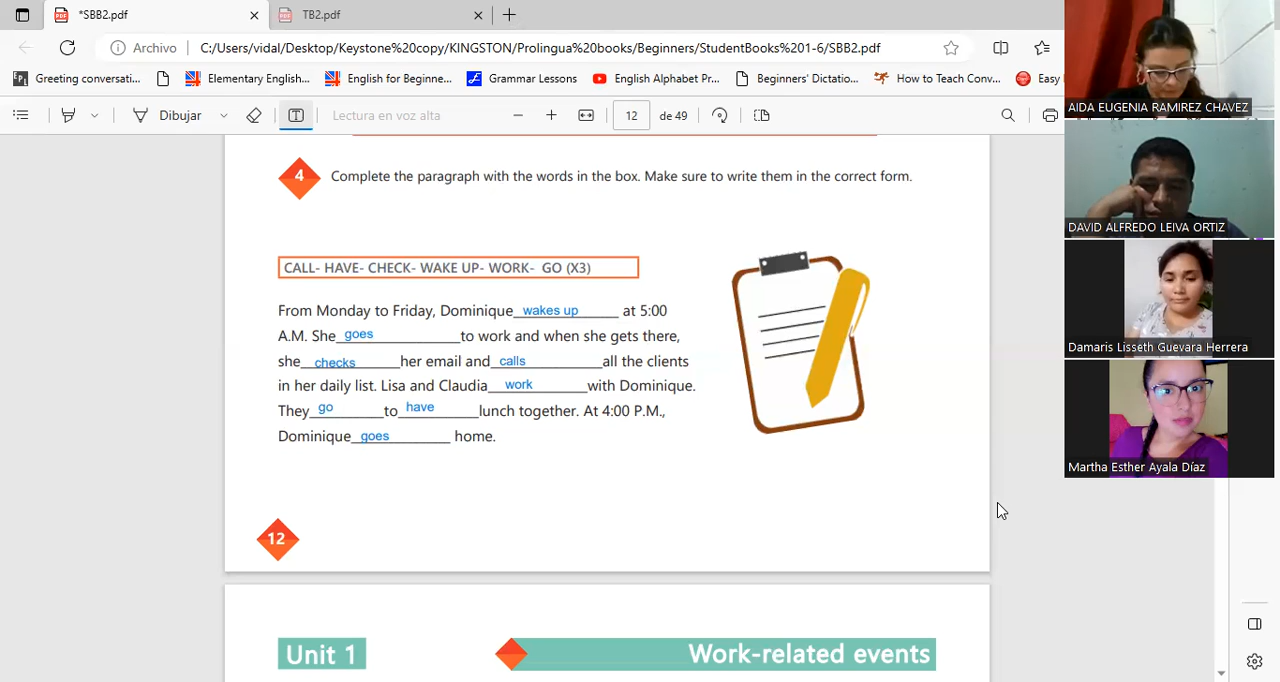 *SBB2.pdf
TB2.pdf
Archivo
C:/Users/vidal/Desktop/Keystone%20copy/KINGSTON/Prolingua%20books/Beginners/StudentBooks%201-6/SBB2.pdf
Greeting conversati...
Elementary English...
English for Beginne...
Grammar Lessons
English Alphabet Pr...
Beginners' Dictatio...
How to Teach Conv...
Easy
Dibujar
Lectura en voz alta
12
de 49
4
Complete the paragraph with the words in the box. Make sure to write them in the correct form.
CALL- HAVE- CHECK- WAKE UP- WORK- GO (X3)
From Monday to Friday, Dominique wakes up at 5:00
A.M. She goes to work and when she gets there,
she checks her email and calls all the clients
in her daily list. Lisa and Claudia work with Dominique.
They go to have lunch together. At 4:00 P.M.,
Dominique goes home.
12
Unit 1
Work-related events
AIDA EUGENIA RAMIREZ CHAVEZ
DAVID ALFREDO LEIVA ORTIZ
Damaris Lisseth Guevara Herrera
Martha Esther Ayala Díaz